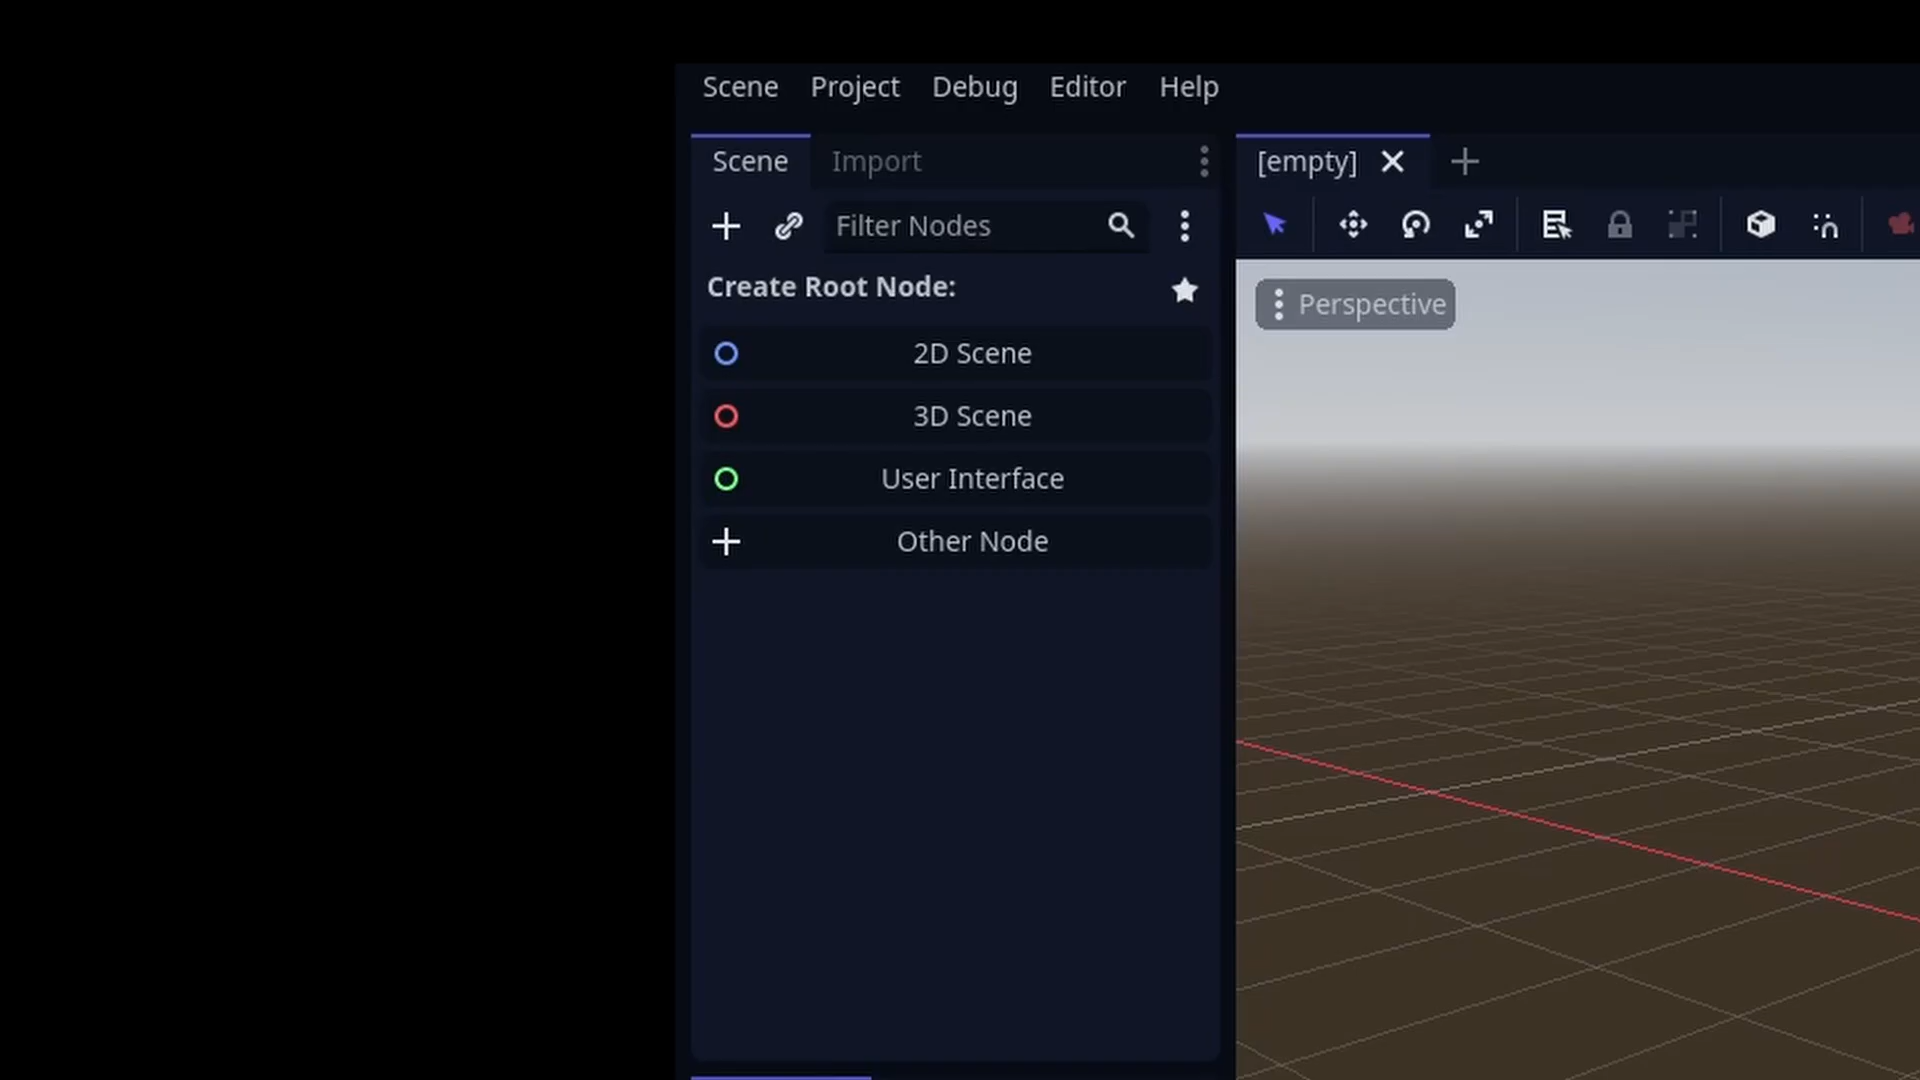 Scene Project Debug Editor Help
Scene Import
[empty]
Filter Nodes
Create Root Node:
Perspective
2D Scene
3D Scene
User Interface
Other Node